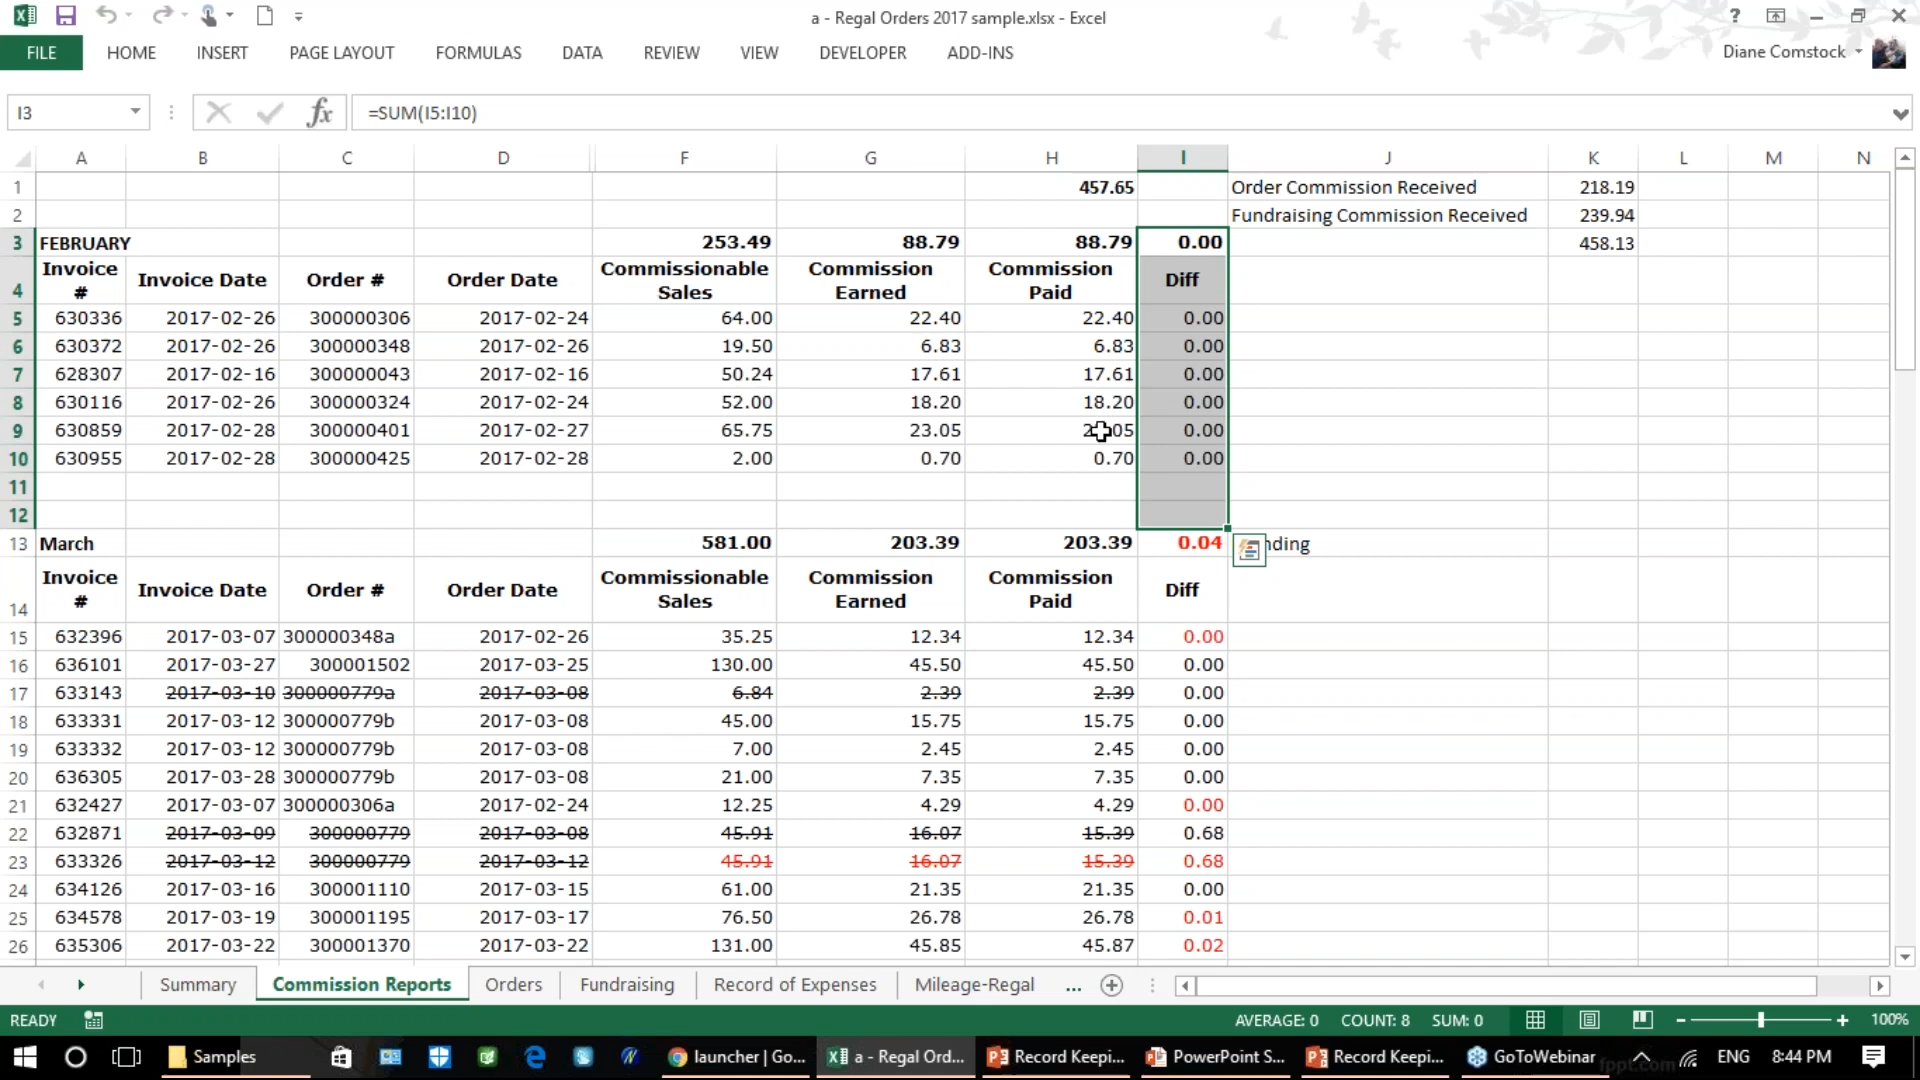 a - Regal Orders 2017 sample.xlsx - Excel
FILE HOME INSERT PAGE LAYOUT FORMULAS DATA REVIEW VIEW DEVELOPER ADD-INS Diane Comstock
I3 fx =SUM(I5:I10)
A B C D F G H I J K L M N
1 457.65 Order Commission Received 218.19
2 Fundraising Commission Received 239.94
3 FEBRUARY 253.49 88.79 88.79 0.00 458.13
4 Invoice # Invoice Date Order # Order Date Commissionable Sales Commission Earned Commission Paid Diff
5 630336 2017-02-26 300000306 2017-02-24 64.00 22.40 22.40 0.00
6 630372 2017-02-26 300000348 2017-02-26 19.50 6.83 6.83 0.00
7 628307 2017-02-16 300000043 2017-02-16 50.24 17.61 17.61 0.00
8 630116 2017-02-26 300000324 2017-02-24 52.00 18.20 18.20 0.00
9 630859 2017-02-28 300000401 2017-02-27 65.75 23.05 0.00
10 630955 2017-02-28 300000425 2017-02-28 2.00 0.70 0.70 0.00
11
12
13 March 581.00 203.39 203.39 0.04
14 Invoice # Invoice Date Order # Order Date Commissionable Sales Commission Earned Commission Paid Diff
15 632396 2017-03-07 300000348a 2017-02-26 35.25 12.34 12.34 0.00
16 636101 2017-03-27 300001502 2017-03-25 130.00 45.50 45.50 0.00
17 633143 2017-03-10 300000779a 2017-03-08 6.84 2.39 2.39 0.00
18 633331 2017-03-12 300000779b 2017-03-08 45.00 15.75 15.75 0.00
19 633332 2017-03-12 300000779b 2017-03-08 7.00 2.45 2.45 0.00
20 636305 2017-03-28 300000779b 2017-03-08 21.00 7.35 7.35 0.00
21 632427 2017-03-07 300000306a 2017-02-24 12.25 4.29 4.29 0.00
22 632871 2017-03-09 300000779 2017-03-08 45.91 16.07 15.39 0.68
23 633326 2017-03-12 300000779 2017-03-12 45.91 16.07 15.39 0.68
24 634126 2017-03-16 300001110 2017-03-15 61.00 21.35 21.35 0.00
25 634578 2017-03-19 300001195 2017-03-17 76.50 26.78 26.78 0.01
26 635306 2017-03-22 300001370 2017-03-22 131.00 45.85 45.87 0.02
Summary Commission Reports Orders Fundraising Record of Expenses Mileage-Regal ...
READY AVERAGE: 0 COUNT: 8 SUM: 0 100%
Samples launcher | Go... a - Regal Ord... Record Keepi... PowerPoint S... Record Keepi... GoToWebinar fppt.com ENG 8:44 PM